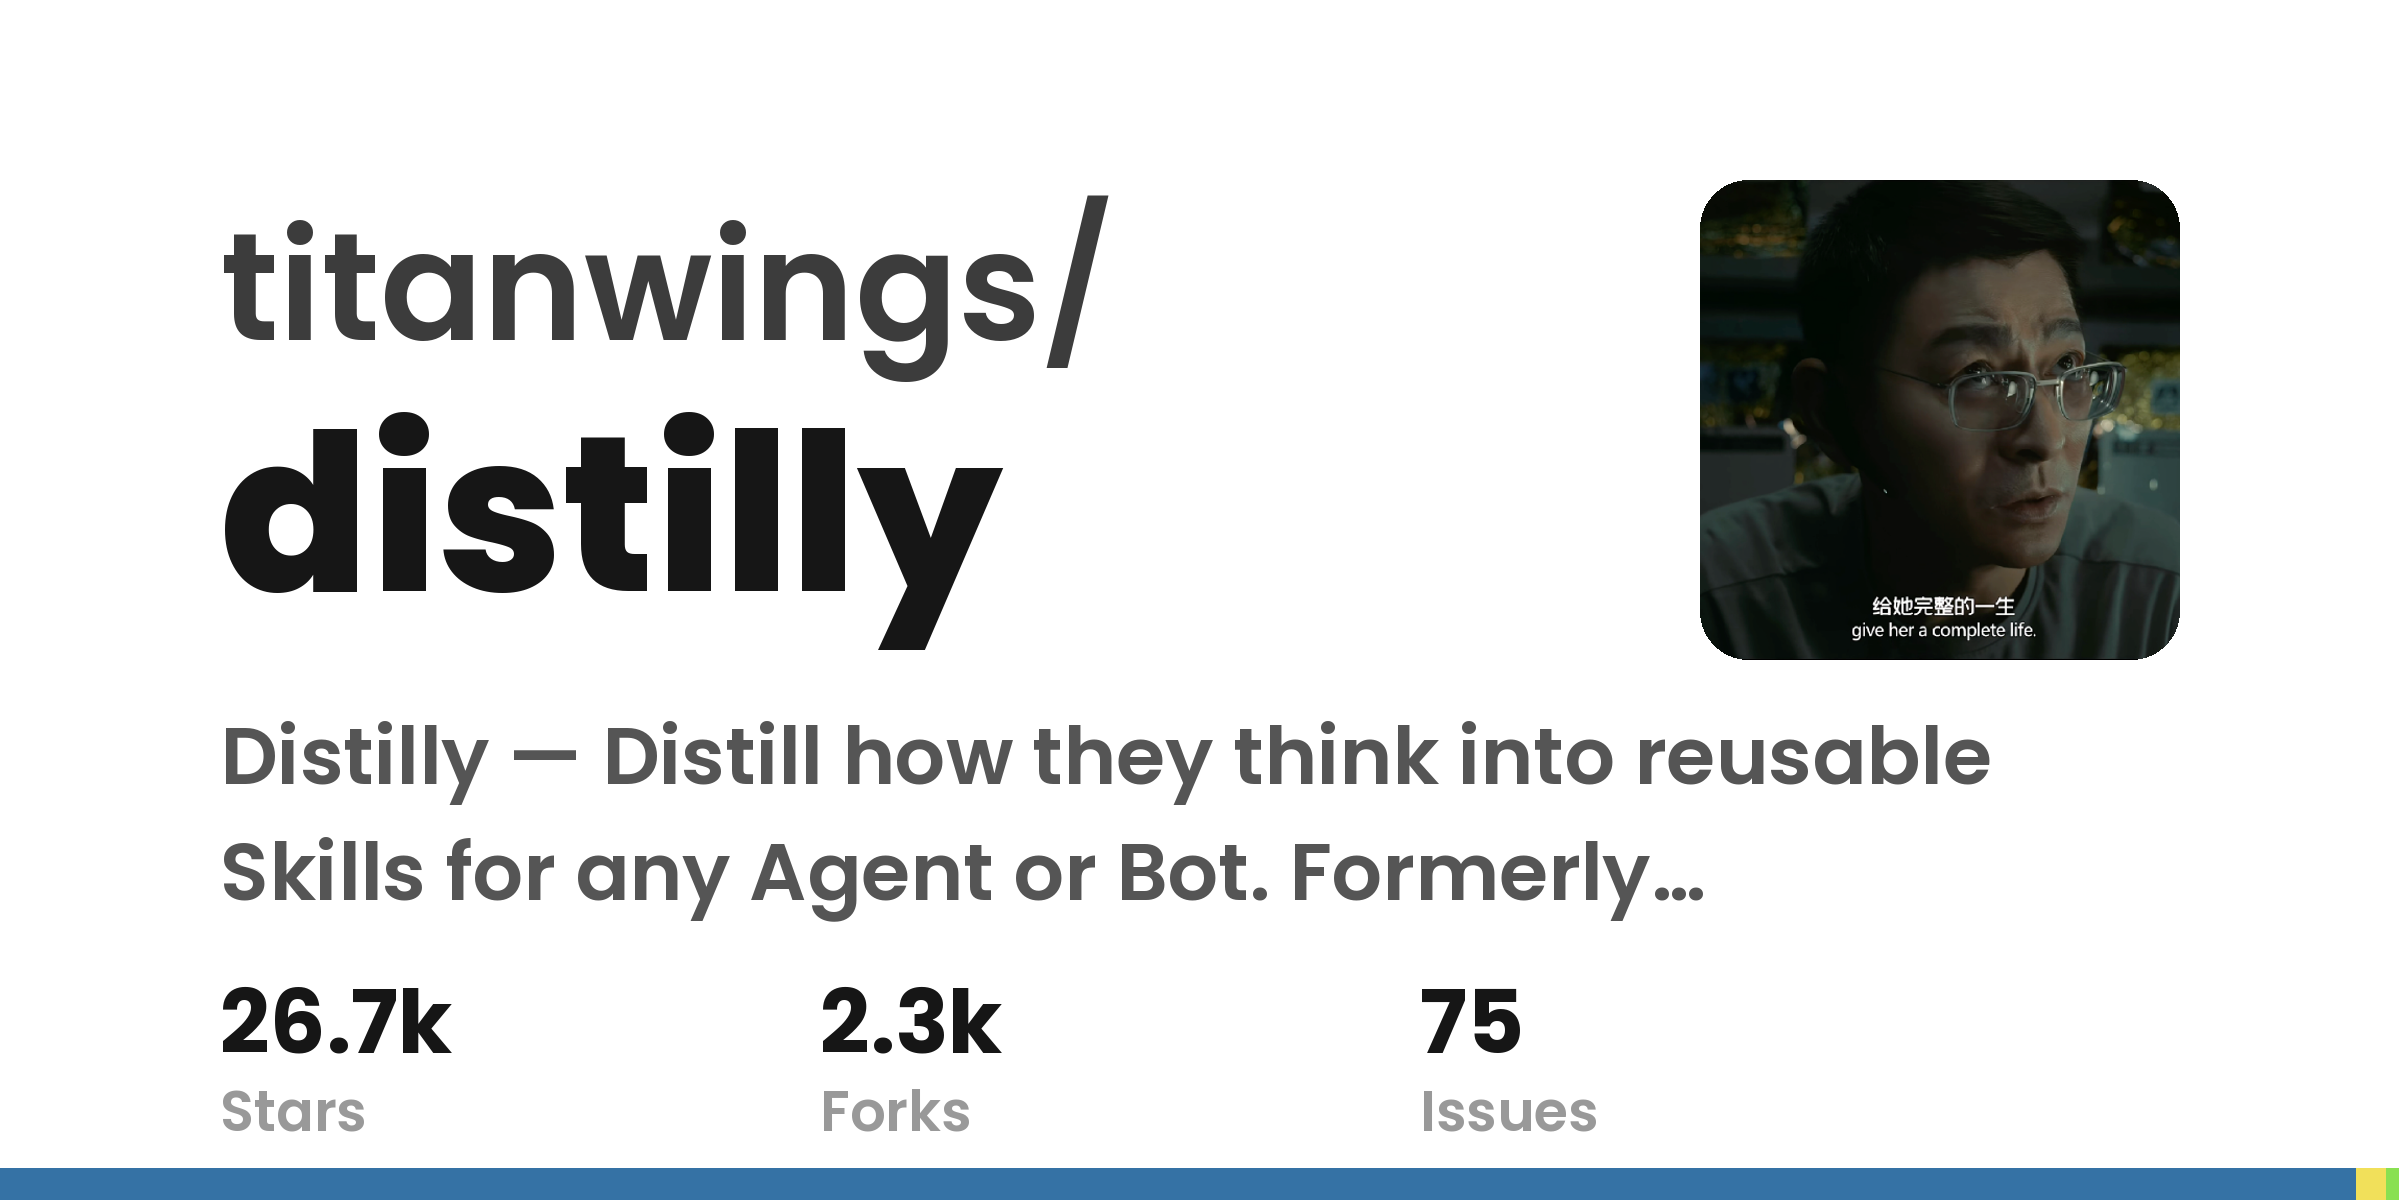 titanwings/
distilly
给她完整的一生
give her a complete life.
Distilly — Distill how they think into reusable
Skills for any Agent or Bot. Formerly...
26.7k
2.3k
75
Stars
Forks
Issues